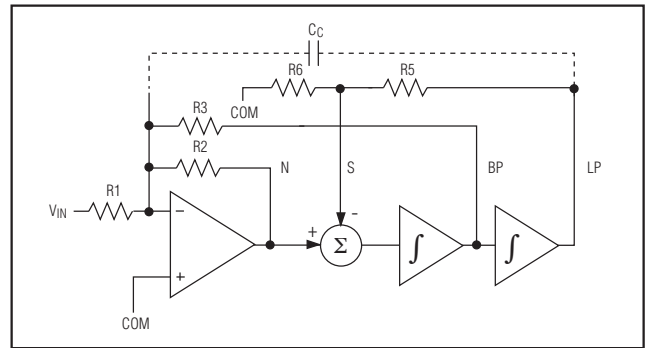 CC
R6
R5
COM
R3
R2
N
S
BP
LP
R1
VIN
−
+
COM
+
-
Σ
∫
∫